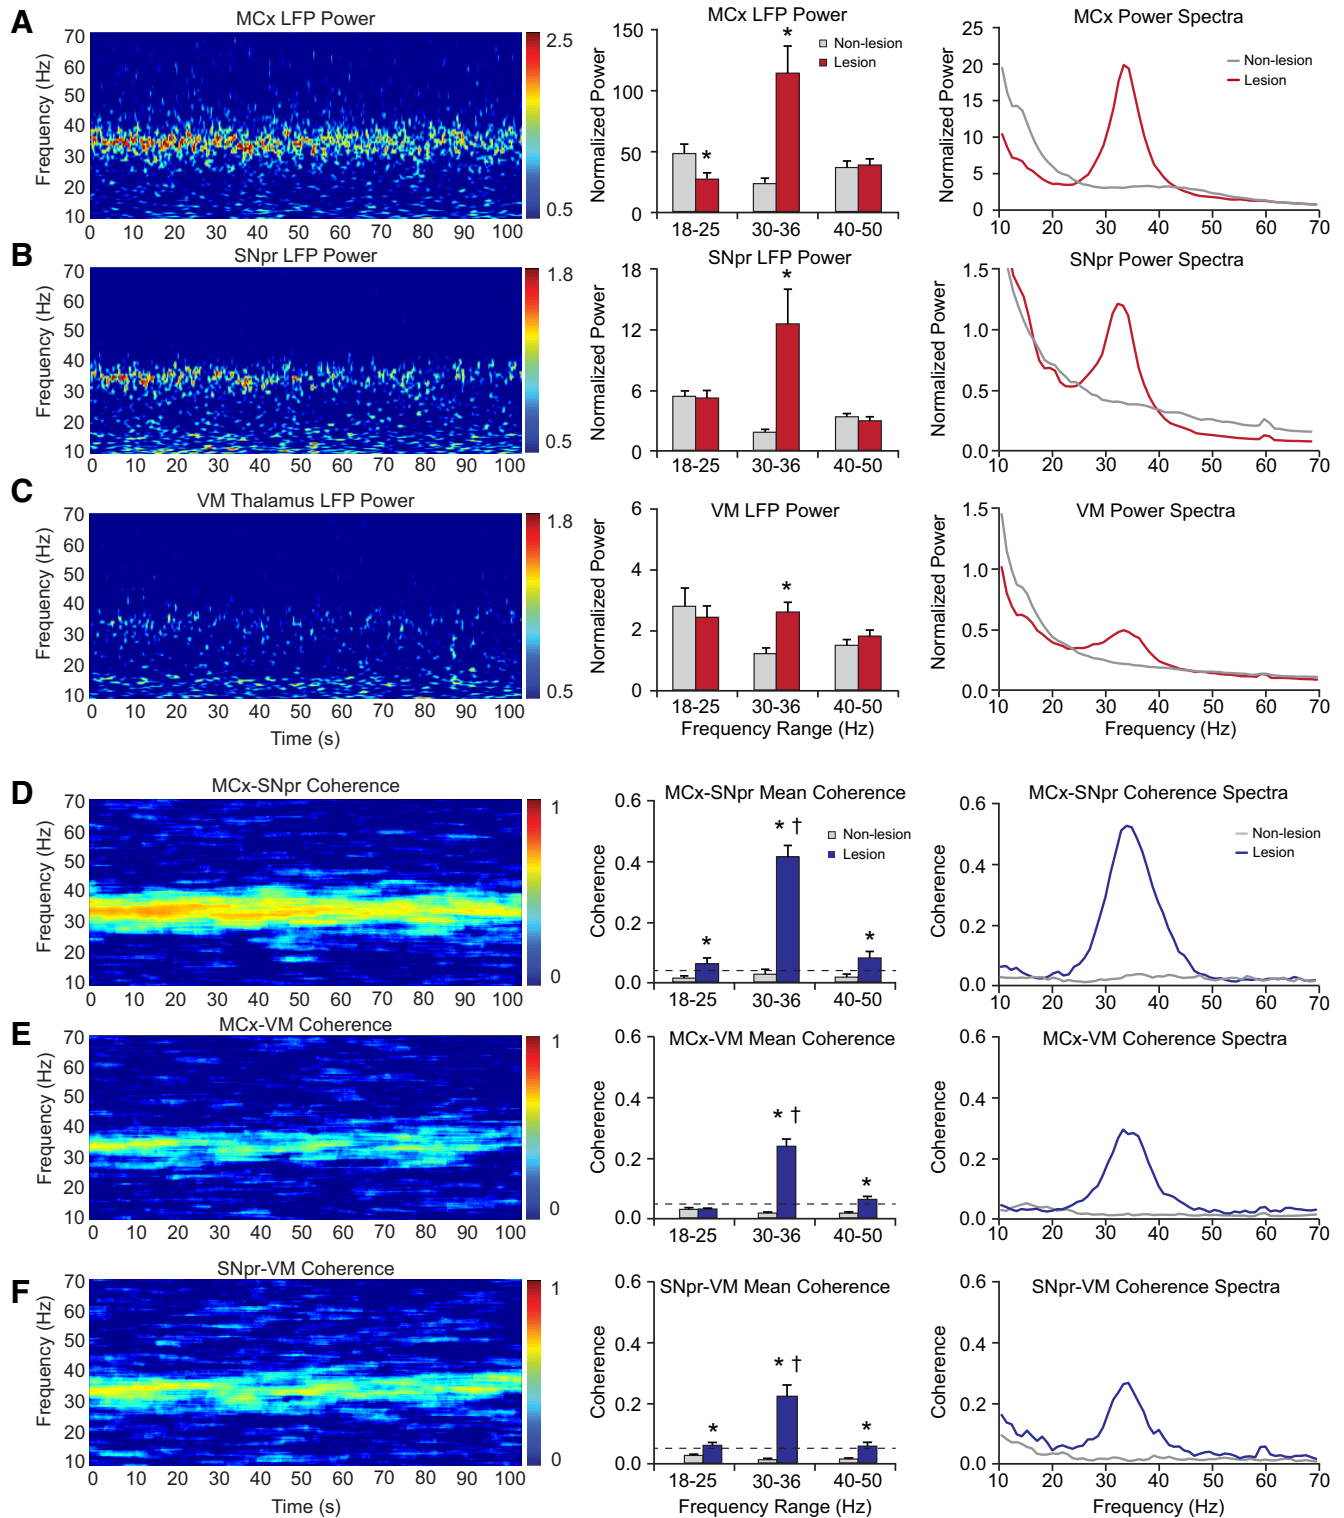 A
MCx LFP Power
Frequency (Hz)
70
60
50
40
30
20
10
0 10 20 30 40 50 60 70 80 90 100
2.5
0.5
MCx LFP Power
Normalized Power
150
100
50
0
*
*
Non-lesion
Lesion
18-25 30-36 40-50
MCx Power Spectra
Normalized Power
25
20
15
10
5
0
Non-lesion
Lesion
10 20 30 40 50 60 70
B
SNpr LFP Power
Frequency (Hz)
70
60
50
40
30
20
10
0 10 20 30 40 50 60 70 80 90 100
1.8
0.5
SNpr LFP Power
Normalized Power
18
12
6
0
*
18-25 30-36 40-50
SNpr Power Spectra
Normalized Power
1.5
1.0
0.5
0.0
10 20 30 40 50 60 70
C
VM Thalamus LFP Power
Frequency (Hz)
70
60
50
40
30
20
10
0 10 20 30 40 50 60 70 80 90 100
Time (s)
1.8
0.5
VM LFP Power
Normalized Power
6
4
2
0
*
18-25 30-36 40-50
Frequency Range (Hz)
VM Power Spectra
Normalized Power
1.5
1.0
0.5
0.0
10 20 30 40 50 60 70
Frequency (Hz)
D
MCx-SNpr Coherence
Frequency (Hz)
70
60
50
40
30
20
10
0 10 20 30 40 50 60 70 80 90 100
1
0
MCx-SNpr Mean Coherence
Coherence
0.6
0.4
0.2
0.0
*
* †
*
Non-lesion
Lesion
18-25 30-36 40-50
MCx-SNpr Coherence Spectra
Coherence
0.6
0.4
0.2
0.0
Non-lesion
Lesion
10 20 30 40 50 60 70
E
MCx-VM Coherence
Frequency (Hz)
70
60
50
40
30
20
10
0 10 20 30 40 50 60 70 80 90 100
1
0
MCx-VM Mean Coherence
Coherence
0.6
0.4
0.2
0.0
* †
*
18-25 30-36 40-50
MCx-VM Coherence Spectra
Coherence
0.6
0.4
0.2
0.0
10 20 30 40 50 60 70
F
SNpr-VM Coherence
Frequency (Hz)
70
60
50
40
30
20
10
0 10 20 30 40 50 60 70 80 90 100
Time (s)
1
0
SNpr-VM Mean Coherence
Coherence
0.6
0.4
0.2
0.0
*
* †
*
18-25 30-36 40-50
Frequency Range (Hz)
SNpr-VM Coherence Spectra
Coherence
0.6
0.4
0.2
0.0
10 20 30 40 50 60 70
Frequency (Hz)